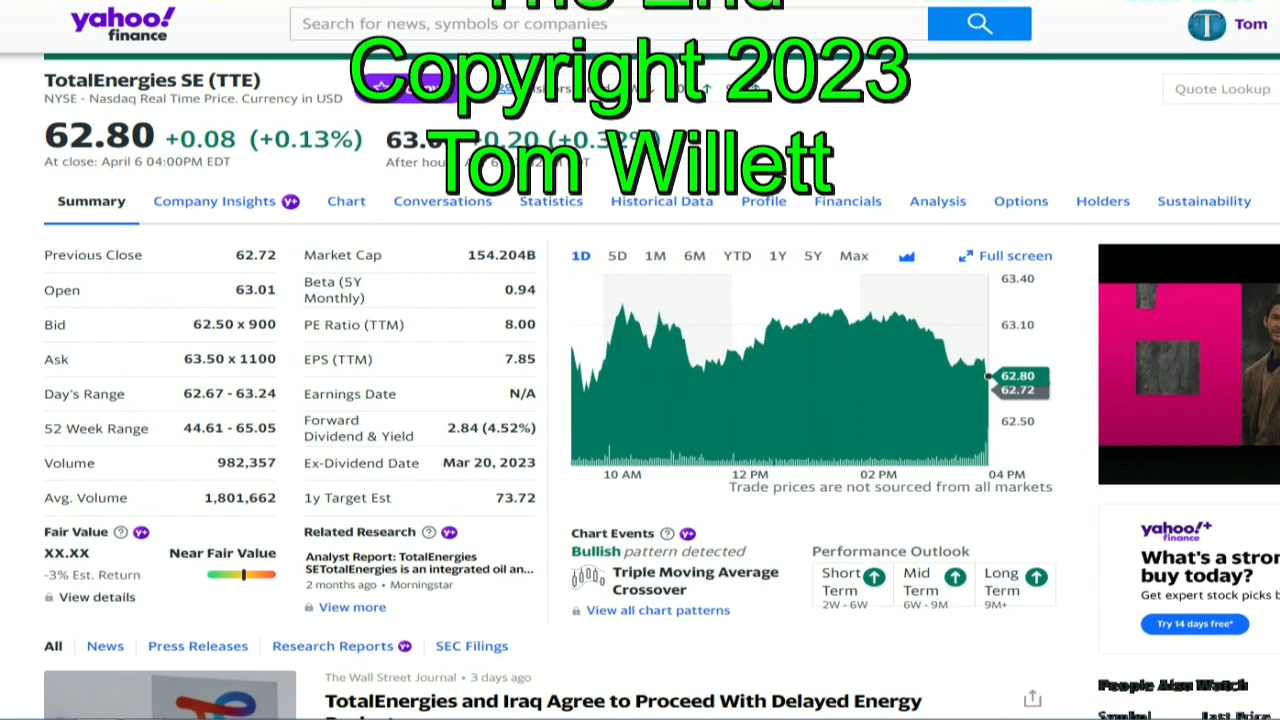 The End
Copyright 2023
Tom Willett
yahoo!
finance
Search for news, symbols or companies
Tom
TotalEnergies SE (TTE)
NYSE - Nasdaq Real Time Price. Currency in USD
Quote Lookup
62.80 +0.08 (+0.13%)
+0.20
At close: April 6 04:00PM EDT
Summary Company Insights Y+ Chart Conversations Statistics Historical Data Profile Financials Analysis Options Holders Sustainability
Previous Close 62.72
Open 63.01
Bid 62.50 x 900
Ask 63.50 x 1100
Day's Range 62.67 - 63.24
52 Week Range 44.61 - 65.05
Volume 982,357
Avg. Volume 1,801,662
Market Cap 154.204B
Beta (5Y
Monthly) 0.94
PE Ratio (TTM) 8.00
EPS (TTM) 7.85
Earnings Date N/A
Forward
Dividend & Yield 2.84 (4.52%)
Ex-Dividend Date Mar 20, 2023
1y Target Est 73.72
1D 5D 1M 6M YTD 1Y 5Y Max Full screen
63.40
63.10
62.80
62.72
62.50
10 AM 12 PM 02 PM 04 PM
Trade prices are not sourced from all markets
Fair Value ? Y+
XX.XX Near Fair Value
-3% Est. Return
View details
Related Research ? Y+
Analyst Report: TotalEnergies
SETotalEnergies is an integrated oil an...
2 months ago • Morningstar
View more
Chart Events ? Y+
Bullish pattern detected
Triple Moving Average
Crossover
View all chart patterns
Performance Outlook
Short
Term
2W - 6W
Mid
Term
6W - 9M
Long
Term
9M+
yahoo!+
finance
What's a stron
buy today?
Get expert stock picks b
Try 14 days free*
All News Press Releases Research Reports Y+ SEC Filings
The Wall Street Journal • 3 days ago
TotalEnergies and Iraq Agree to Proceed With Delayed Energy
People Also Watch
Symbol Last Price